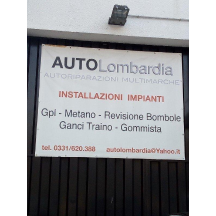 AUTOLombardia
AUTORIPARAZIONI MULTIMARCHE
INSTALLAZIONI IMPIANTI
Gpl - Metano - Revisione Bombole
Ganci Traino - Gommista
tel. 0331/620.388 autolombardia@Yahoo.it